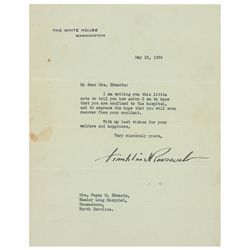 THE WHITE HOUSE
WASHINGTON
May 12, 1936
My dear Mrs. Edwards:
I am writing you this little
note to tell you how sorry I am to know
that you are confined to the hospital,
and to express the hope that you will soon
recover from your accident.
With my best wishes for your
welfare and happiness,
Very sincerely yours,
Franklin D Roosevelt
Mrs. Fanny M. Edwards,
Wesley Long Hospital,
Greensboro,
North Carolina.